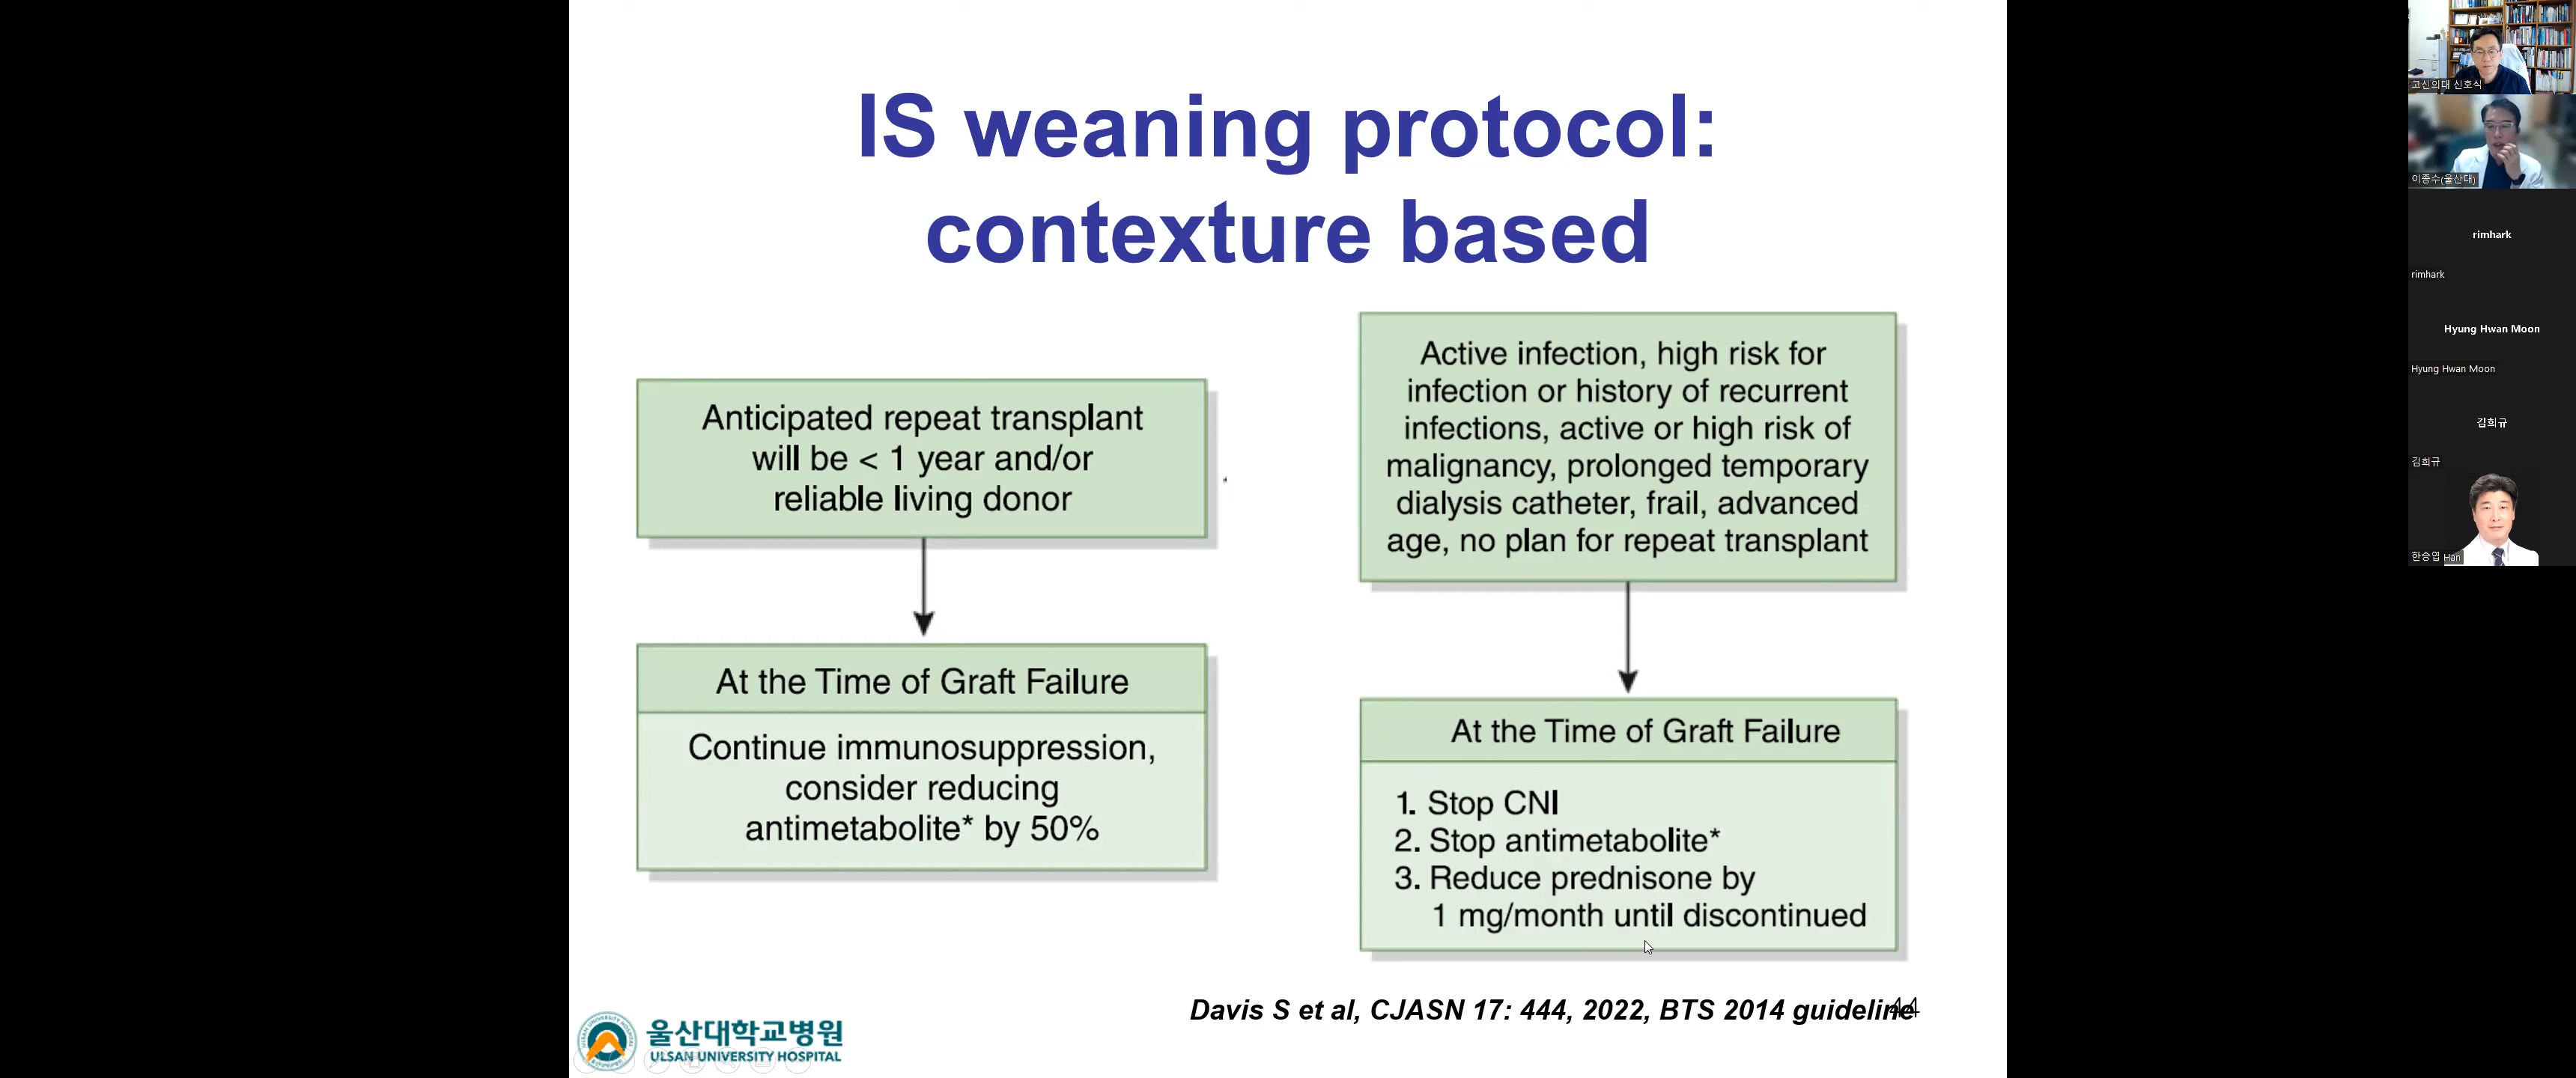 IS weaning protocol:
contexture based
Anticipated repeat transplant
will be < 1 year and/or
reliable living donor
At the Time of Graft Failure
Continue immunosuppression,
consider reducing
antimetabolite* by 50%
Active infection, high risk for
infection or history of recurrent
infections, active or high risk of
malignancy, prolonged temporary
dialysis catheter, frail, advanced
age, no plan for repeat transplant
At the Time of Graft Failure
1. Stop CNI
2. Stop antimetabolite*
3. Reduce prednisone by
1 mg/month until discontinued
Davis S et al, CJASN 17: 444, 2022, BTS 2014 guideline
44
울산대학교병원
ULSAN UNIVERSITY HOSPITAL
고신의대 신호식
이종수(울산대)
rimhark
rimhark
Hyung Hwan Moon
Hyung Hwan Moon
김희규
김희규
한승엽 Han